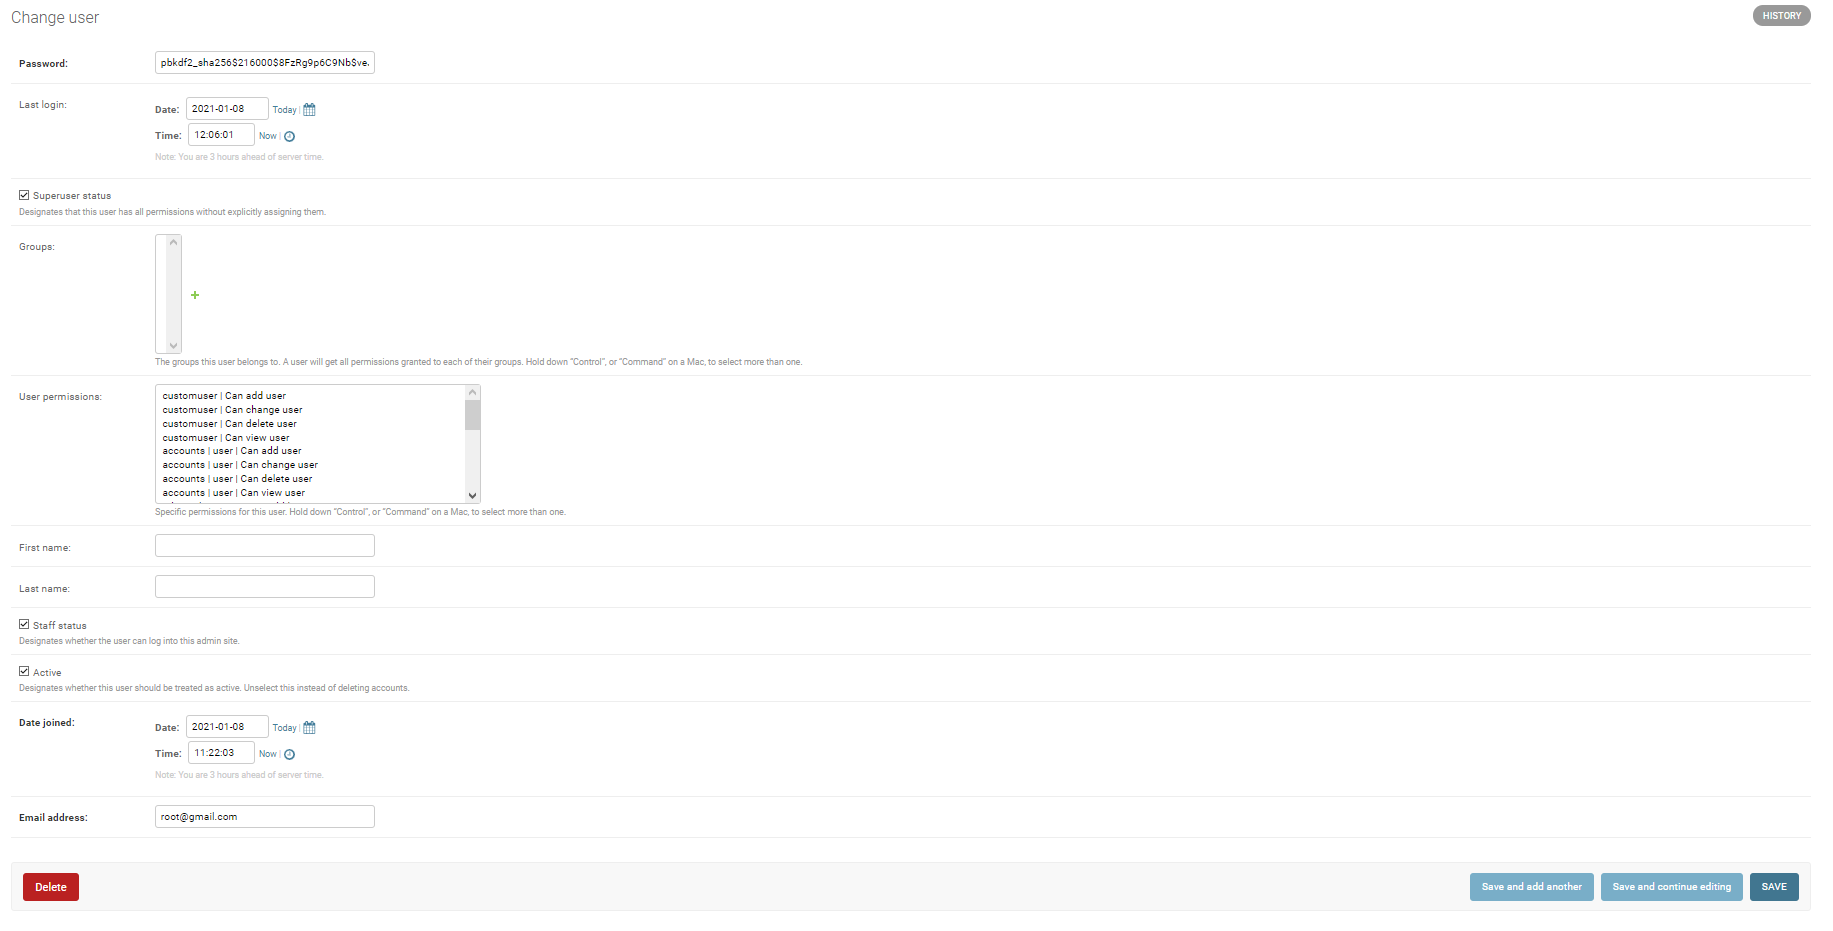 Change user
HISTORY
Password: pbkdf2_sha256$216000$8FzRg9p6C9Nb$ve
Last login: Date: 2021-01-08 Today |
Time: 12:06:01 Now |
Note: You are 3 hours ahead of server time.
Superuser status
Designates that this user has all permissions without explicitly assigning them.
Groups:
The groups this user belongs to. A user will get all permissions granted to each of their groups. Hold down “Control”, or “Command” on a Mac, to select more than one.
User permissions: customuser | Can add user
customuser | Can change user
customuser | Can delete user
customuser | Can view user
accounts | user | Can add user
accounts | user | Can change user
accounts | user | Can delete user
accounts | user | Can view user
Specific permissions for this user. Hold down “Control”, or “Command” on a Mac, to select more than one.
First name:
Last name:
Staff status
Designates whether the user can log into this admin site.
Active
Designates whether this user should be treated as active. Unselect this instead of deleting accounts.
Date joined: Date: 2021-01-08 Today |
Time: 11:22:03 Now |
Note: You are 3 hours ahead of server time.
Email address: root@gmail.com
Delete Save and add another Save and continue editing SAVE